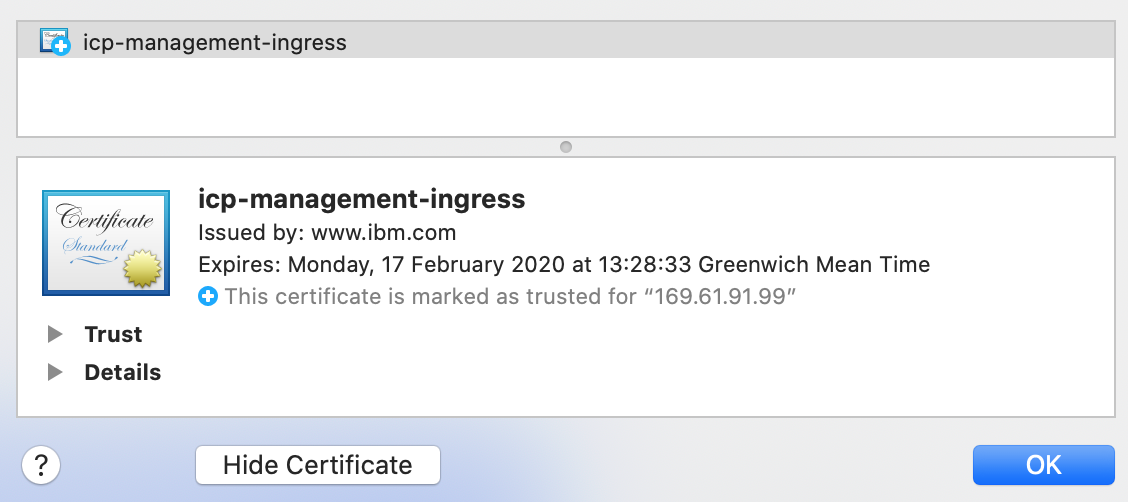 icp-management-ingress
Certificate
Standard
icp-management-ingress
Issued by: www.ibm.com
Expires: Monday, 17 February 2020 at 13:28:33 Greenwich Mean Time
This certificate is marked as trusted for “169.61.91.99”
Trust
Details
?
Hide Certificate
OK